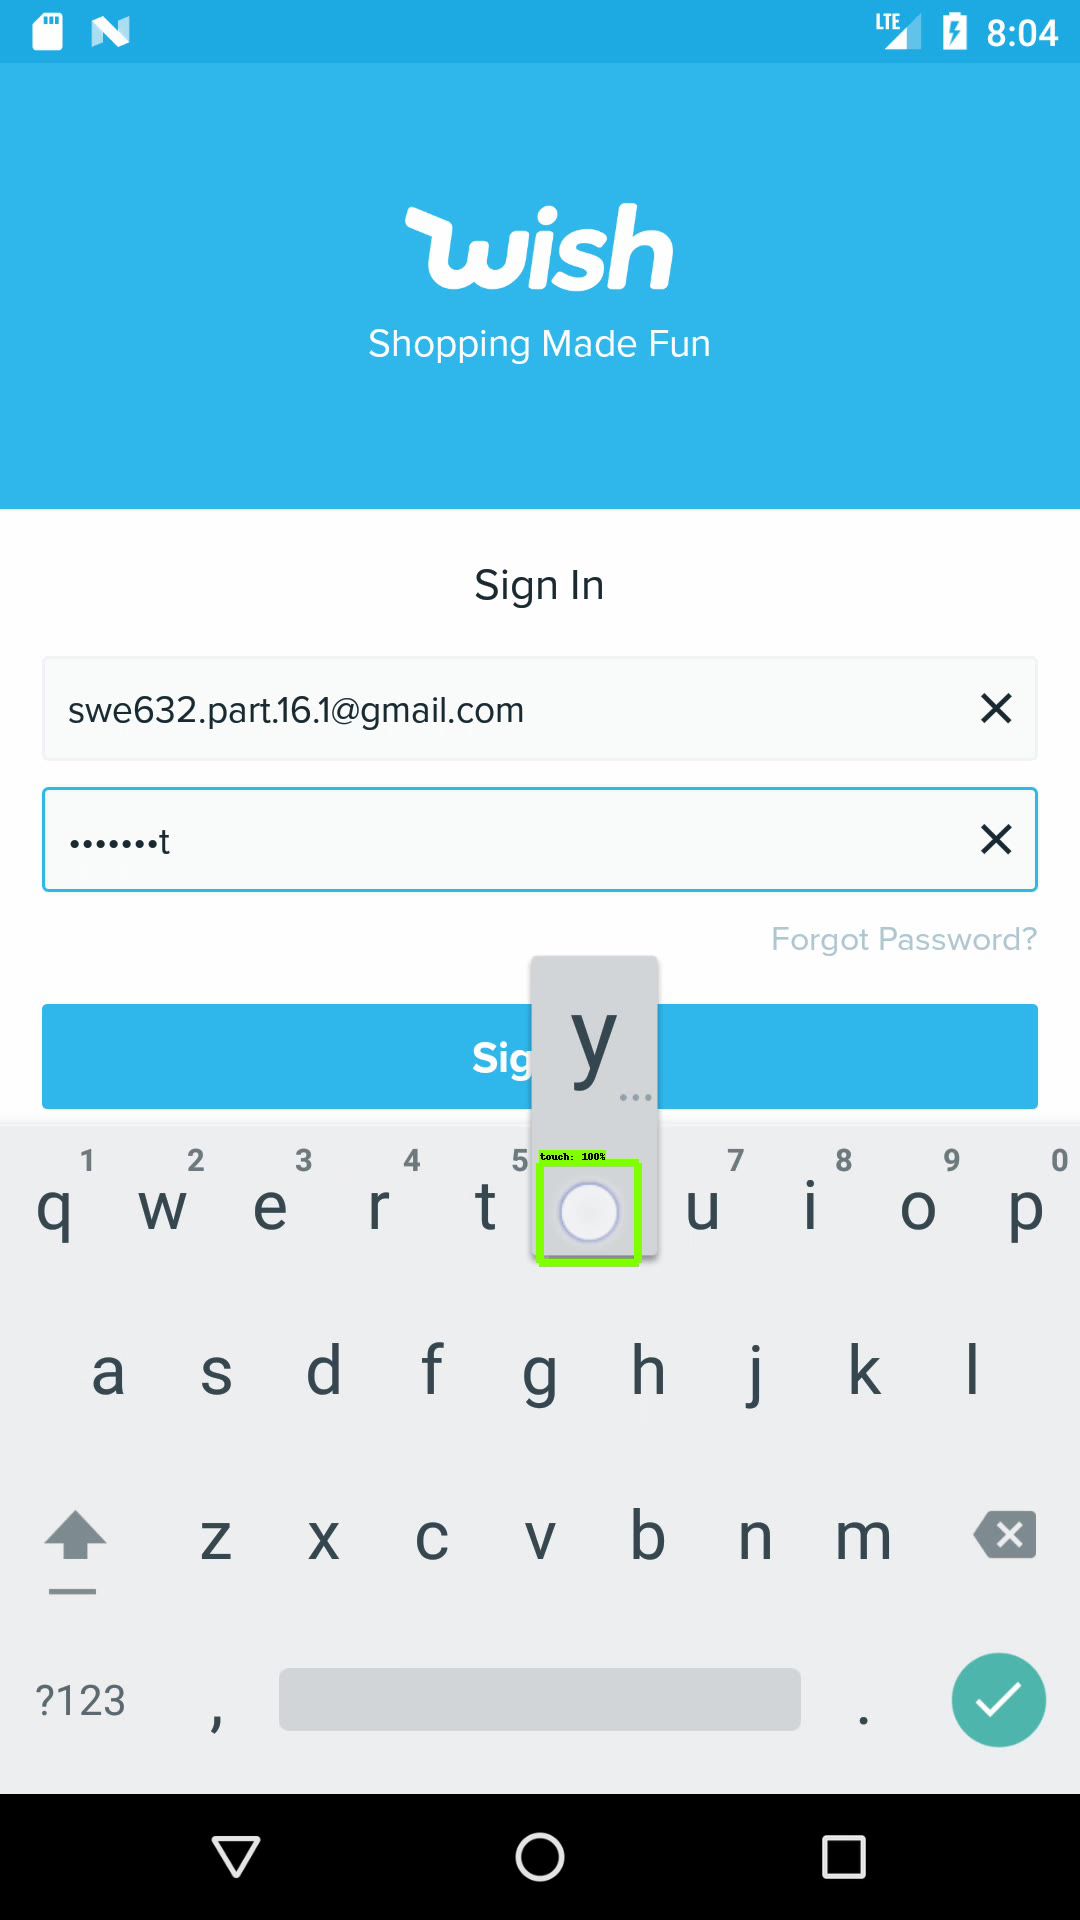 LTE 8:04
wish
Shopping Made Fun
Sign In
swe632.part.16.1@gmail.com
•••••••t
Forgot Password?
Sig
y
...
touch: 100%
1 2 3 4 5 7 8 9 0
q w e r t u i o p
a s d f g h j k l
z x c v b n m
?123 , .